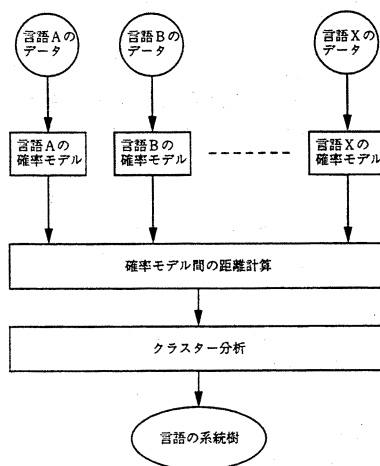 言語Aの
データ
言語Bの
データ
言語Xの
データ
言語Aの
確率モデル
言語Bの
確率モデル
言語Xの
確率モデル
確率モデル間の距離計算
クラスター分析
言語の系統樹